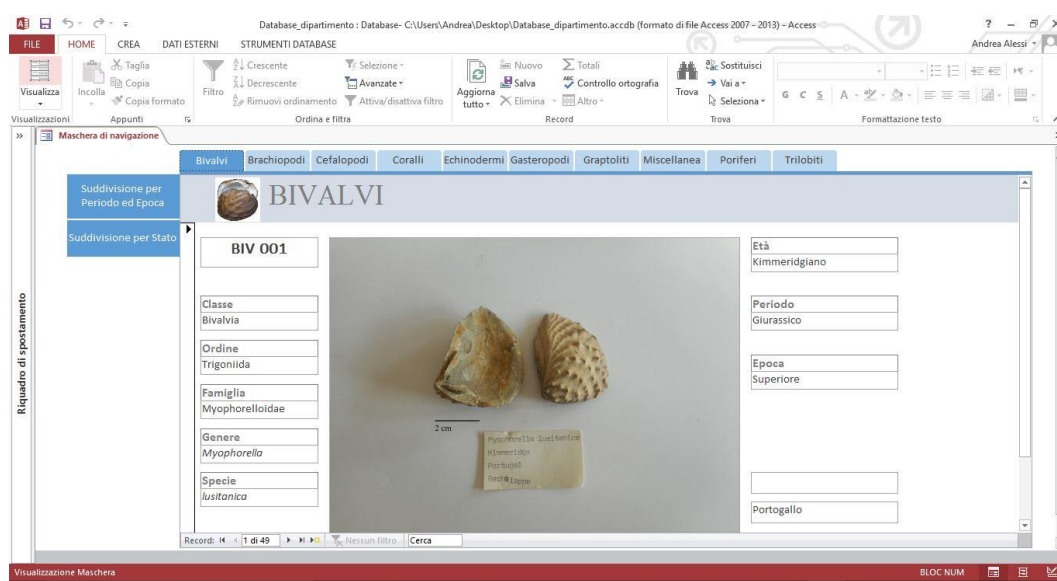 Database_dipartimento : Database- C:\Users\Andrea\Desktop\Database_dipartimento.accdb (formato di file Access 2007 - 2013) - Access
?
FILE HOME CREA DATI ESTERNI STRUMENTI DATABASE Andrea Alessi
Visualizza
Incolla
Taglia
Copia
Copia formato
Filtro
Crescente
Decrescente
Rimuovi ordinamento
Selezione
Avanzate
Attiva/disattiva filtro
Aggiorna tutto
Nuovo
Salva
Elimina
Totali
Controllo ortografia
Altro
Trova
Sostituisci
Vai a
Seleziona
G C S A
Visualizzazioni Appunti Ordina e filtra Record Trova Formattazione testo
Maschera di navigazione
Bivalvi Brachiopodi Cefalopodi Coralli Echinodermi Gasteropodi Graptoliti Miscellanea Poriferi Trilobiti
Suddivisione per
Periodo ed Epoca
Suddivisione per Stato
Riquadro di spostamento
BIVALVI
BIV 001
Classe
Bivalvia
Ordine
Trigoniida
Famiglia
Myophorelloidae
Genere
Myophorella
Specie
lusitanica
2 cm
Myophorella lusitanica
Kimmeridge
Portugal
Età
Kimmeridgiano
Periodo
Giurassico
Epoca
Superiore
Portogallo
Record: 1 di 49 Nessun filtro Cerca
Visualizzazione Maschera BLOC NUM